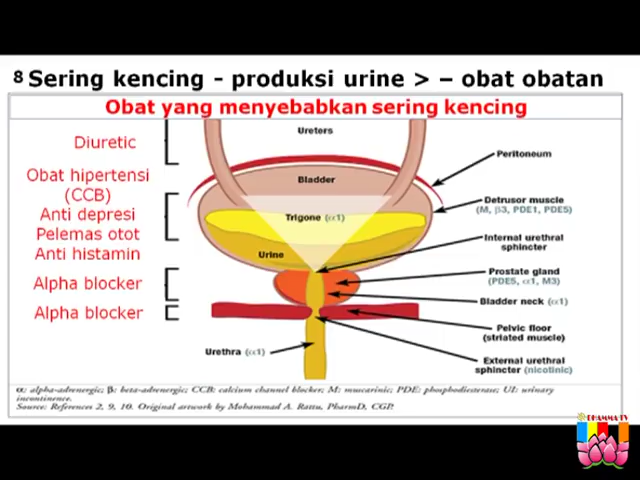 8 Sering kencing - produksi urine > – obat obatan
Obat yang menyebabkan sering kencing
Diuretic
Obat hipertensi
(CCB)
Anti depresi
Pelemas otot
Anti histamin
Alpha blocker
Alpha blocker
Ureters
Bladder
Trigone (α1)
Urine
Urethra (α1)
Peritoneum
Detrusor muscle
(M, β3, PDE1, PDE5)
Internal urethral
sphincter
Prostate gland
(PDE5, α1, M3)
Bladder neck (α1)
Pelvic floor
(striated muscle)
External urethral
sphincter (nicotinic)
α: alpha-adrenergic; β: beta-adrenergic; CCB: calcium channel blocker; M: muscarinic; PDE: phosphodiesterase; UI: urinary
incontinence.
Source: References 2, 9, 10. Original artwork by Mohammad A. Rattu, PharmD, CGP.
DHAMMA TV